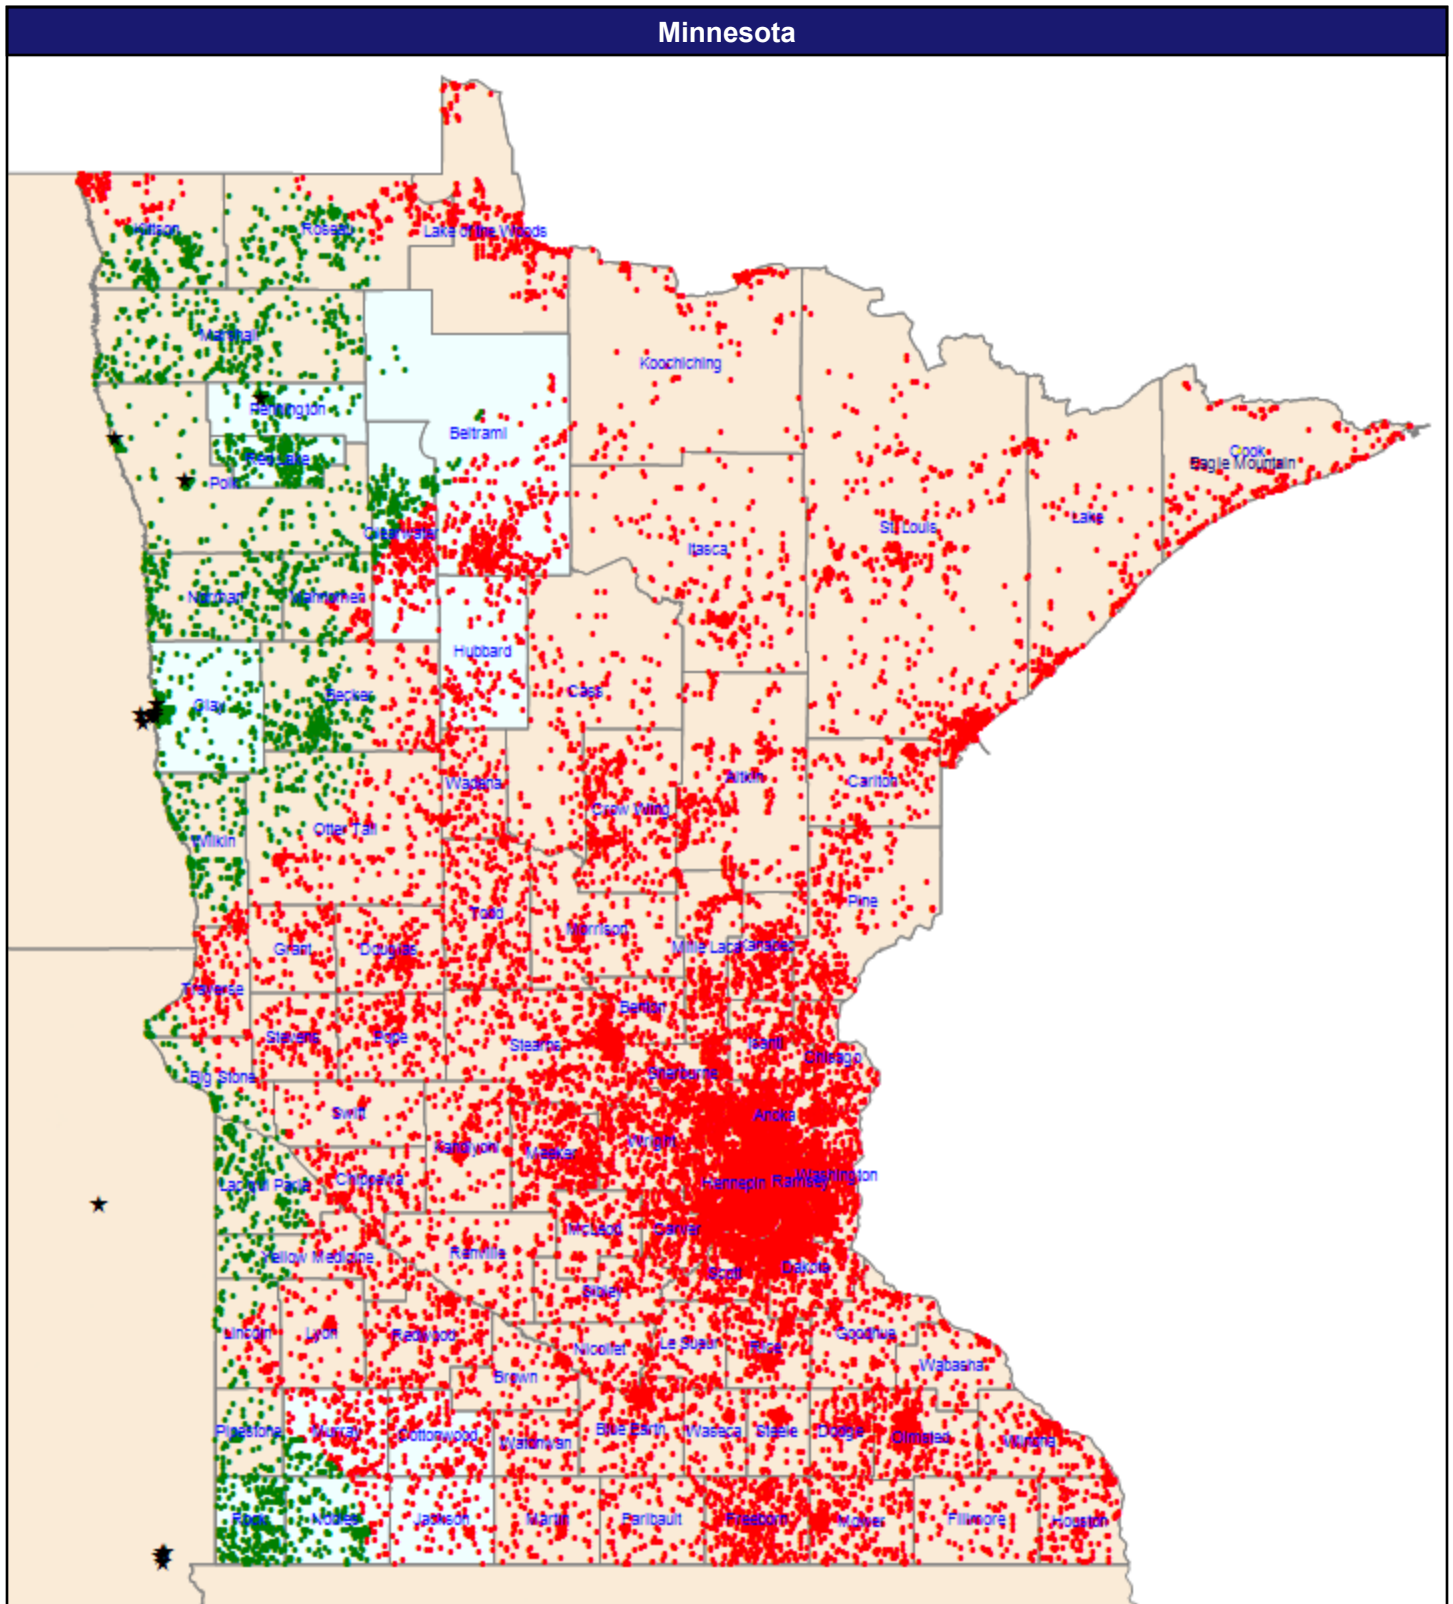 Minnesota
Kittson
Roseau
Lake of the Woods
Marshall
Koochiching
Pennington
Beltrami
Red Lake
Polk
Cook
Eagle Mountain
Lake
St. Louis
Clearwater
Itasca
Norman
Mahnomen
Hubbard
Clay
Becker
Cass
Wadena
Aitkin
Carlton
Crow Wing
Otter Tail
Wilkin
Pine
Todd
Morrison
Grant
Douglas
Mille Lacs
Kanabec
Traverse
Benton
Stevens
Pope
Stearns
Isanti
Chisago
Big Stone
Sherburne
Swift
Anoka
Kandiyohi
Meeker
Wright
Lac qui Parle
Chippewa
Hennepin
Ramsey
Washington
McLeod
Carver
Yellow Medicine
Renville
Scott
Dakota
Sibley
Lincoln
Lyon
Redwood
Nicollet
Le Sueur
Rice
Goodhue
Wabasha
Brown
Pipestone
Murray
Cottonwood
Watonwan
Blue Earth
Waseca
Steele
Dodge
Olmsted
Winona
Rock
Nobles
Jackson
Martin
Faribault
Freeborn
Mower
Fillmore
Houston